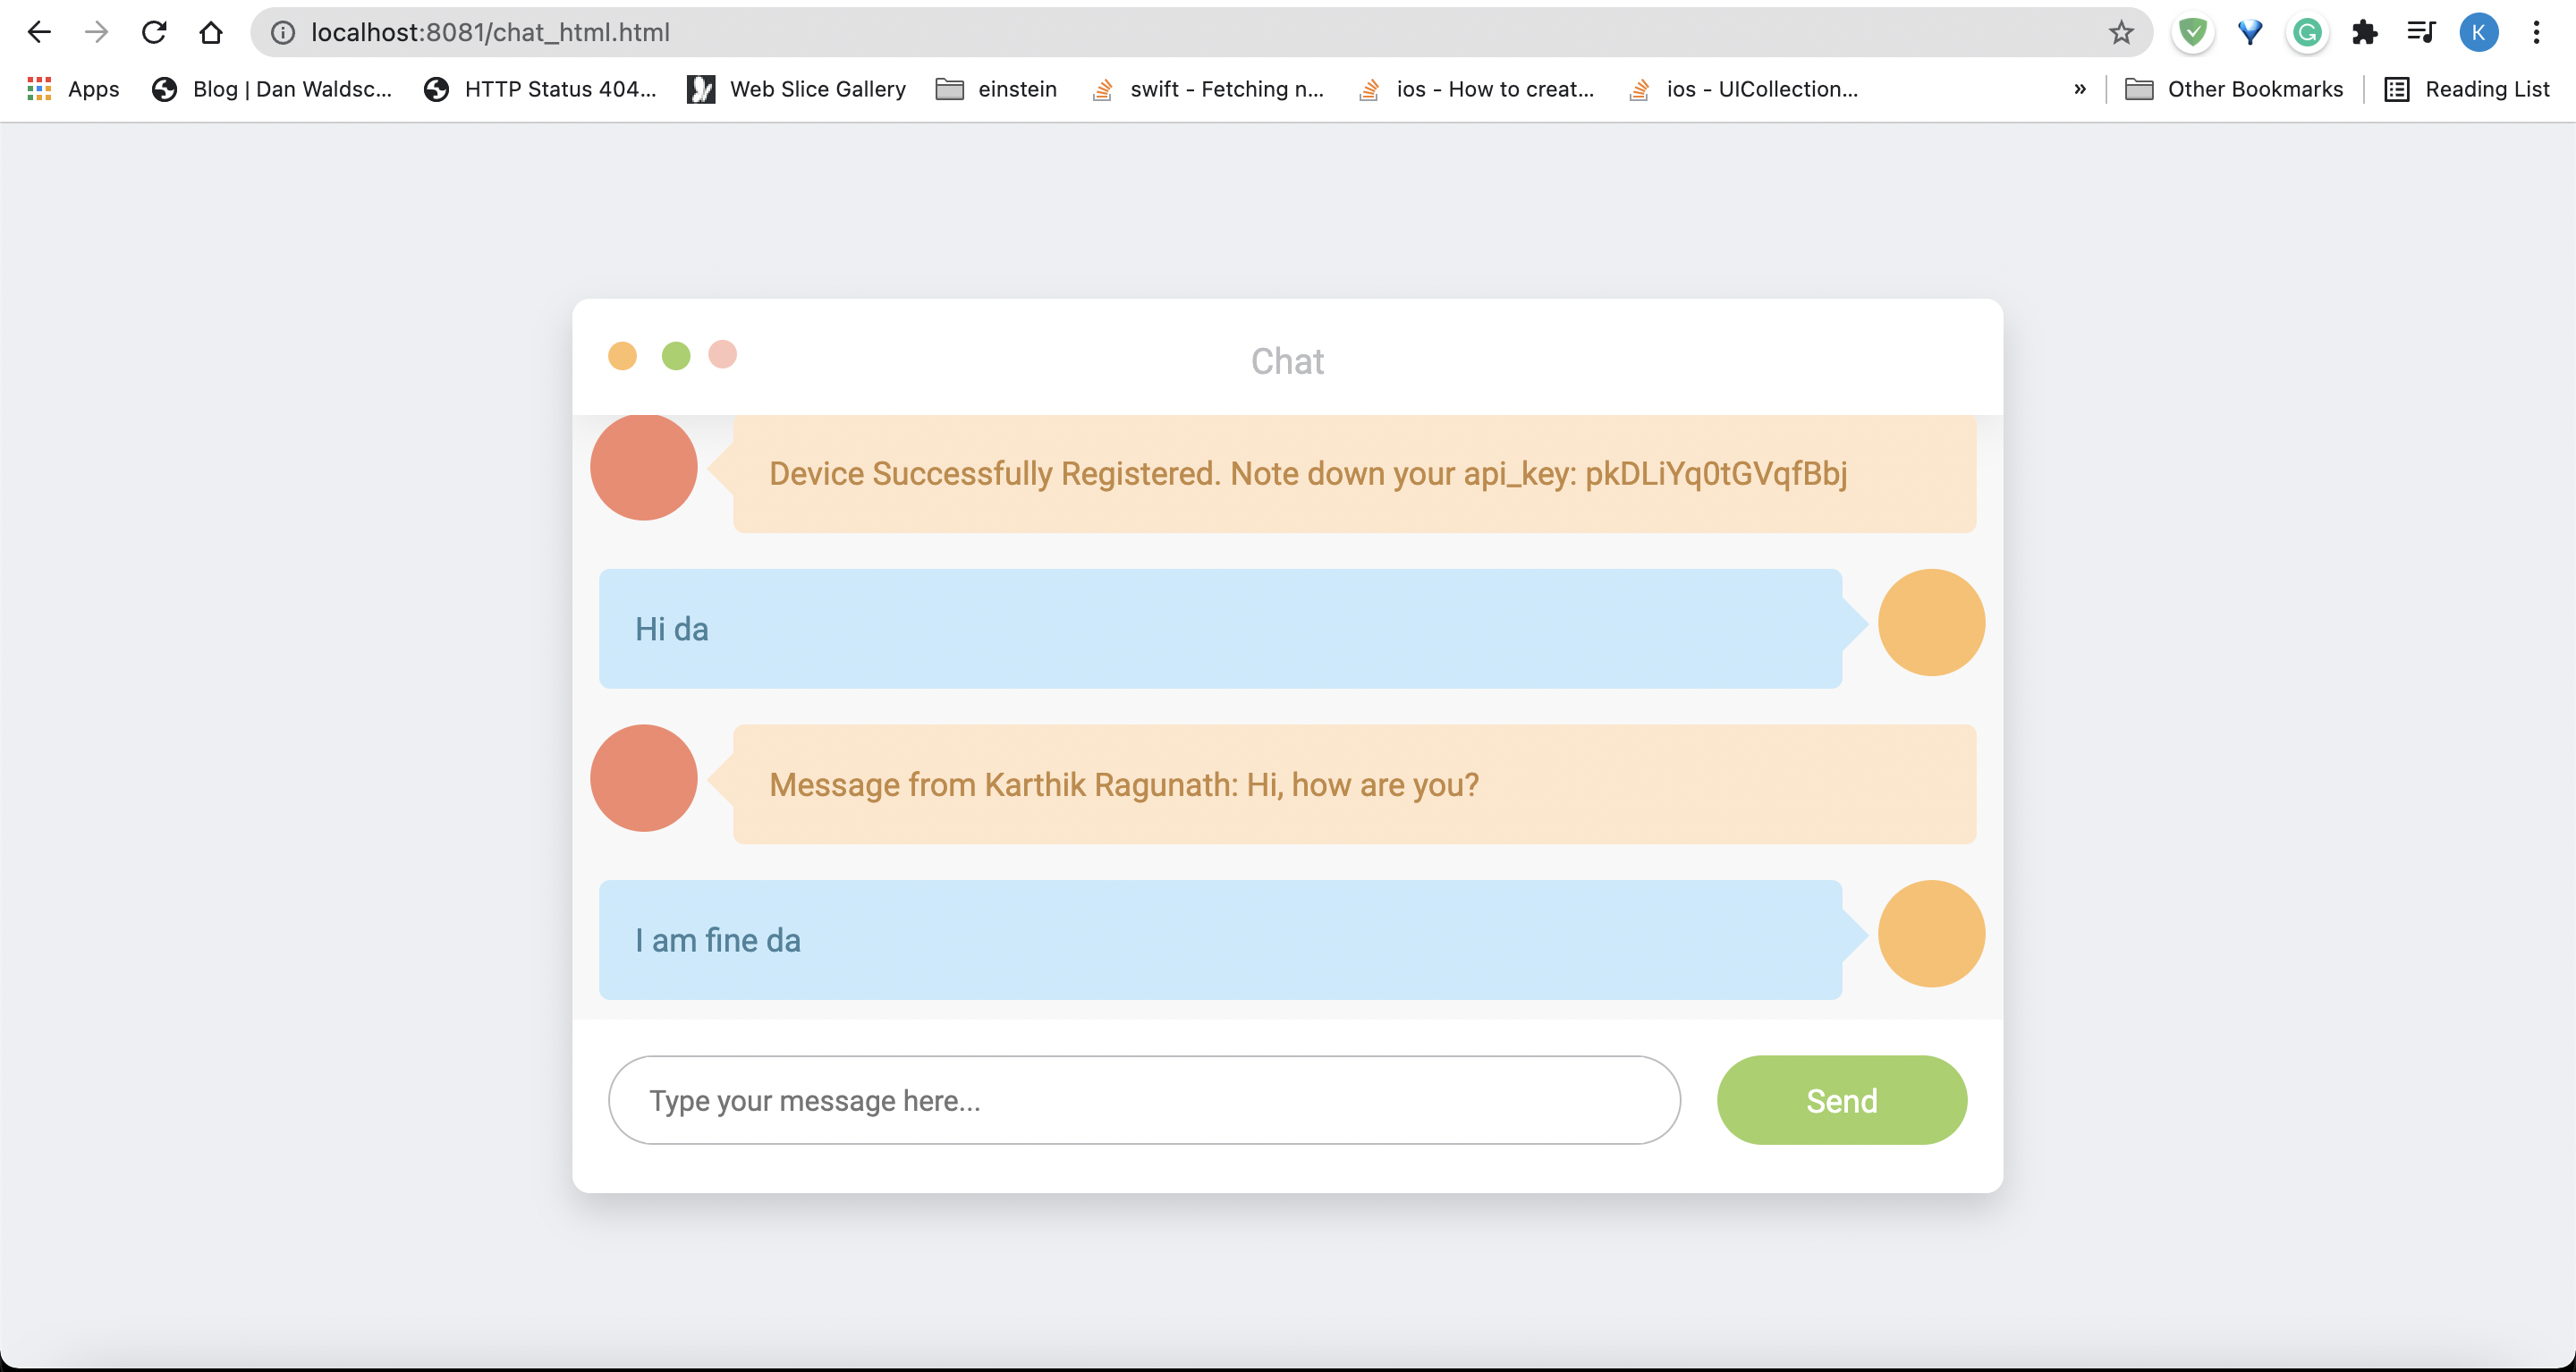 localhost:8081/chat_html.html
K
Apps
Blog | Dan Waldsc...
HTTP Status 404...
Web Slice Gallery
einstein
swift - Fetching n...
ios - How to creat...
ios - UICollection...
»
Other Bookmarks
Reading List
Chat
Device Successfully Registered. Note down your api_key: pkDLiYq0tGVqfBbj
Hi da
Message from Karthik Ragunath: Hi, how are you?
I am fine da
Type your message here...
Send